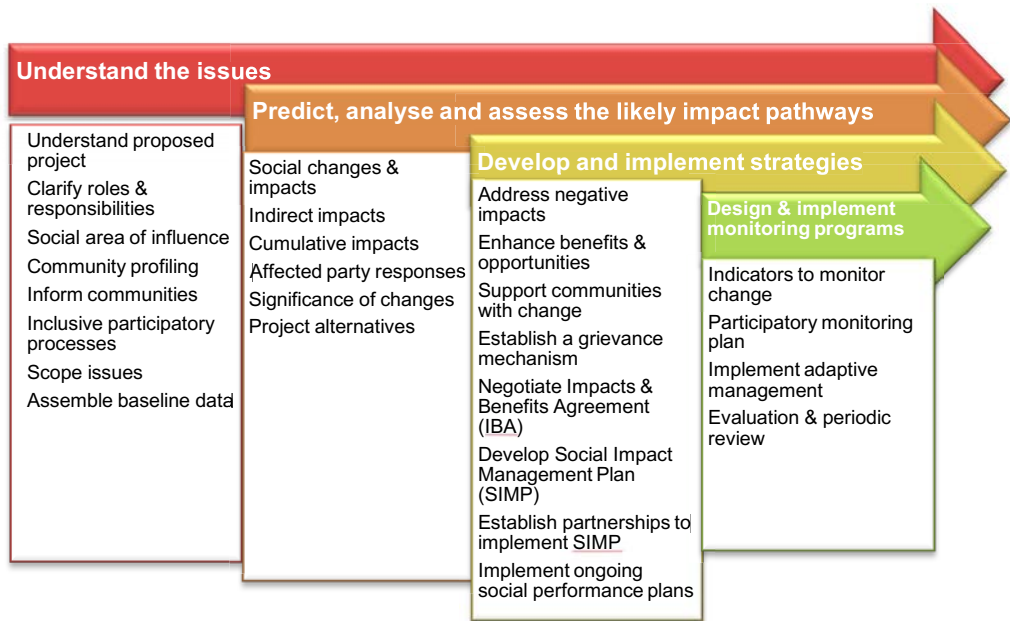 Understand the issues
Understand proposed
project
Clarify roles &
responsibilities
Social area of influence
Community profiling
Inform communities
Inclusive participatory
processes
Scope issues
Assemble baseline data
Predict, analyse and assess the likely impact pathways
Social changes &
impacts
Indirect impacts
Cumulative impacts
Affected party responses
Significance of changes
Project alternatives
Develop and implement strategies
Address negative
impacts
Enhance benefits &
opportunities
Support communities
with change
Establish a grievance
mechanism
Negotiate Impacts &
Benefits Agreement
(IBA)
Develop Social Impact
Management Plan
(SIMP)
Establish partnerships to
implement SIMP
Implement ongoing
social performance plans
Design & implement
monitoring programs
Indicators to monitor
change
Participatory monitoring
plan
Implement adaptive
management
Evaluation & periodic
review